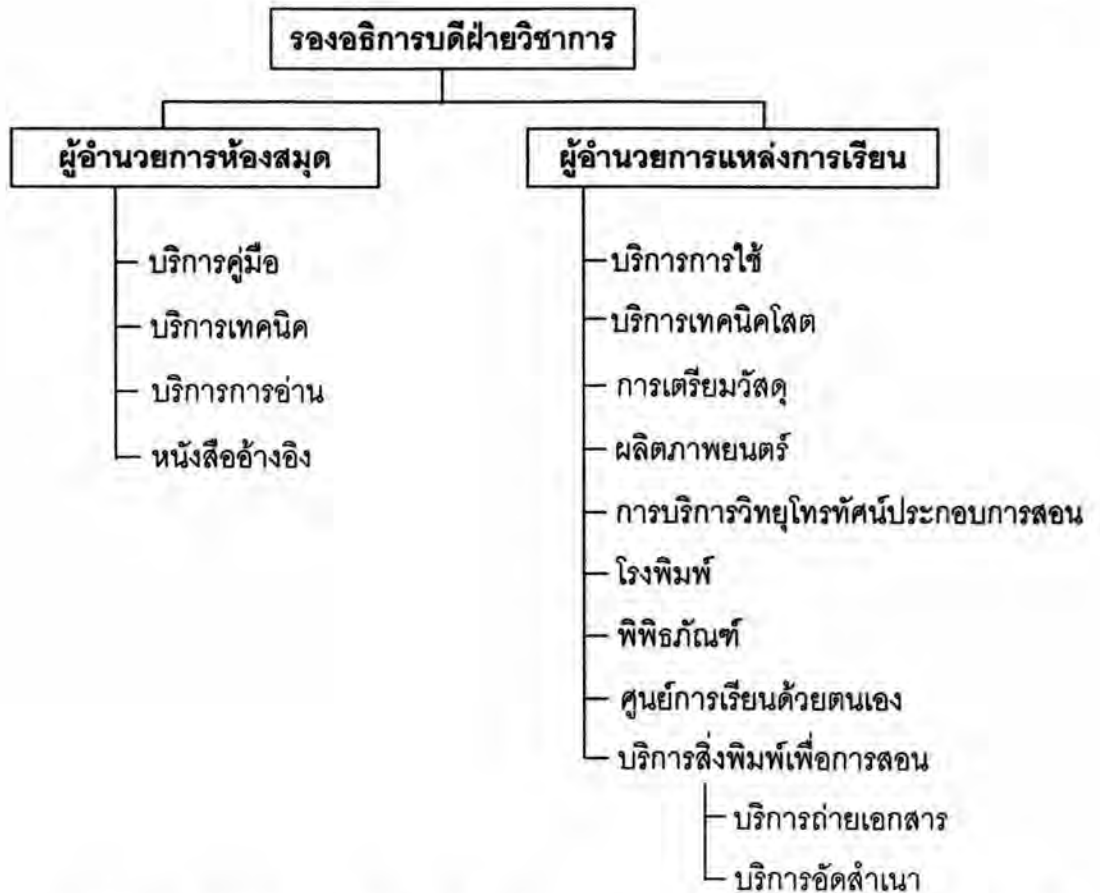 รองอธิการบดีฝ่ายวิชาการ
ผู้อำนวยการห้องสมุด
บริการคู่มือ
บริการเทคนิค
บริการการอ่าน
หนังสืออ้างอิง
ผู้อำนวยการแหล่งการเรียน
บริการการใช้
บริการเทคนิคโสต
การเตรียมวัสดุ
ผลิตภาพยนตร์
การบริการวิทยุโทรทัศน์ประกอบการสอน
โรงพิมพ์
พิพิธภัณฑ์
ศูนย์การเรียนด้วยตนเอง
บริการสิ่งพิมพ์เพื่อการสอน
บริการถ่ายเอกสาร
บริการอัดสำเนา